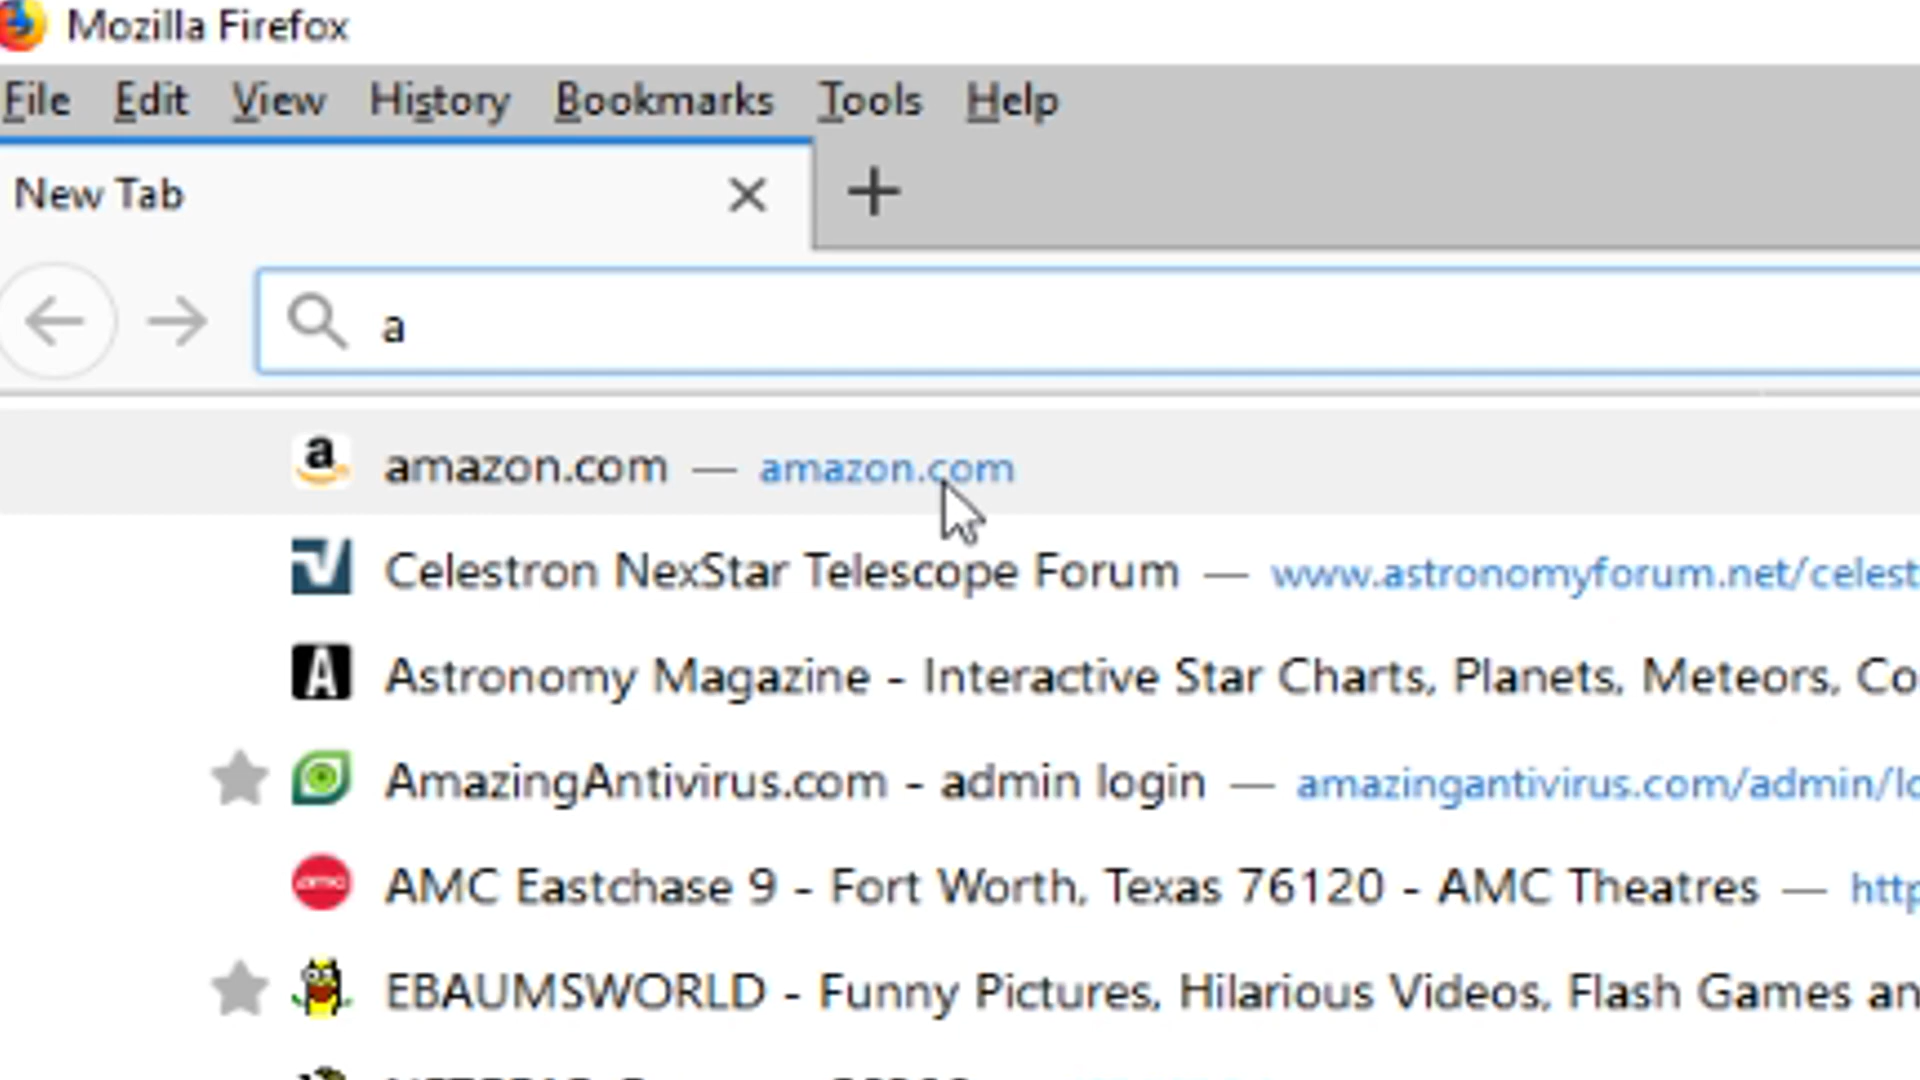 Mozilla Firefox
File Edit View History Bookmarks Tools Help
New Tab
a
amazon.com — amazon.com
Celestron NexStar Telescope Forum — www.astronomyforum.net/celest
Astronomy Magazine - Interactive Star Charts, Planets, Meteors, Co
AmazingAntivirus.com - admin login — amazingantivirus.com/admin/lo
AMC Eastchase 9 - Fort Worth, Texas 76120 - AMC Theatres — http
EBAUMSWORLD - Funny Pictures, Hilarious Videos, Flash Games an